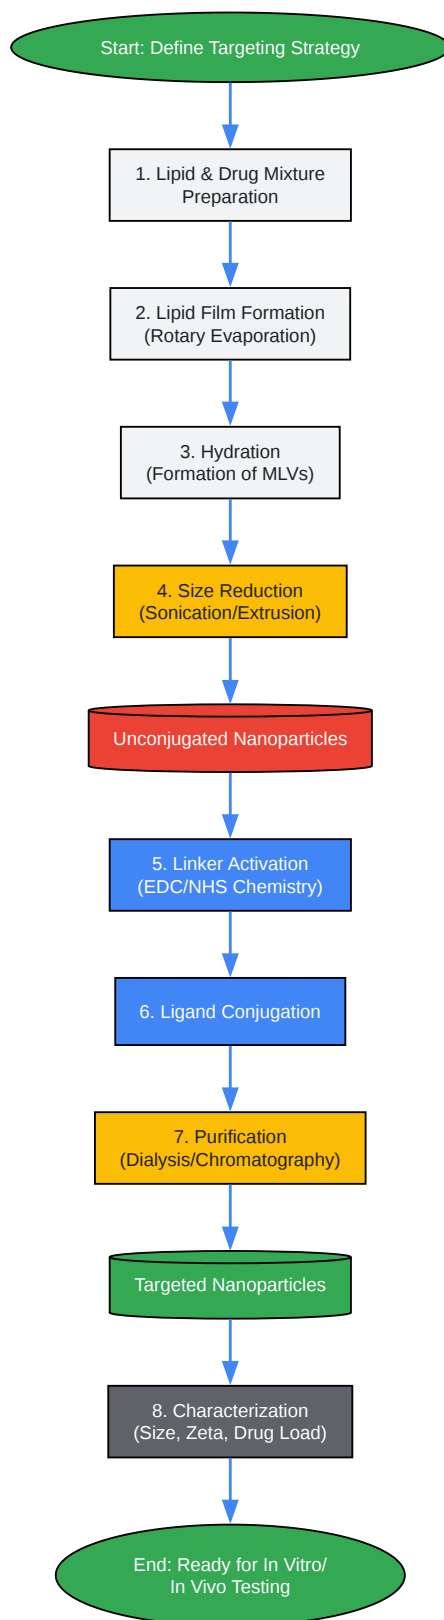 Start: Define Targeting Strategy
1. Lipid & Drug Mixture
Preparation
2. Lipid Film Formation
(Rotary Evaporation)
3. Hydration
(Formation of MLVs)
4. Size Reduction
(Sonication/Extrusion)
Unconjugated Nanoparticles
5. Linker Activation
(EDC/NHS Chemistry)
6. Ligand Conjugation
7. Purification
(Dialysis/Chromatography)
Targeted Nanoparticles
8. Characterization
(Size, Zeta, Drug Load)
End: Ready for In Vitro/
In Vivo Testing